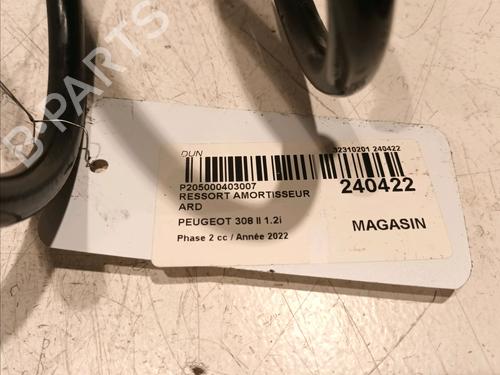 B-PARTS
DUN
32310201 240422
P205000403007
240422
RESSORT AMORTISSEUR
ARD
PEUGEOT 308 II 1.2i
MAGASIN
Phase 2 cc / Année 2022